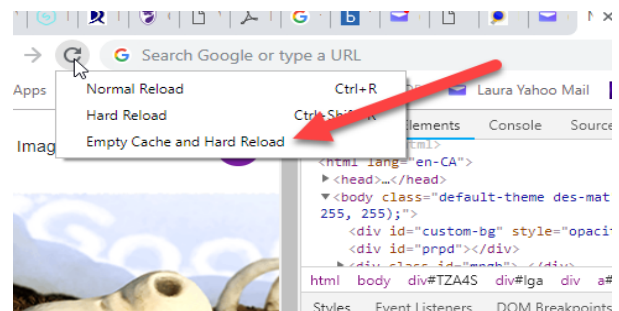 Search Google or type a URL
Apps
Laura Yahoo Mail
Normal Reload Ctrl+R
Hard Reload
Empty Cache and Hard Reload
Elements Console
<html lang="en-CA">
▶<head>…</head>
▼<body class="default-theme des-mat
255, 255);">
<div id="custom-bg" style="opaci
<div id="prpd"></div>
html body div#TZA4S div#lga div a#
Styles Event Listeners DOM Breakpoints